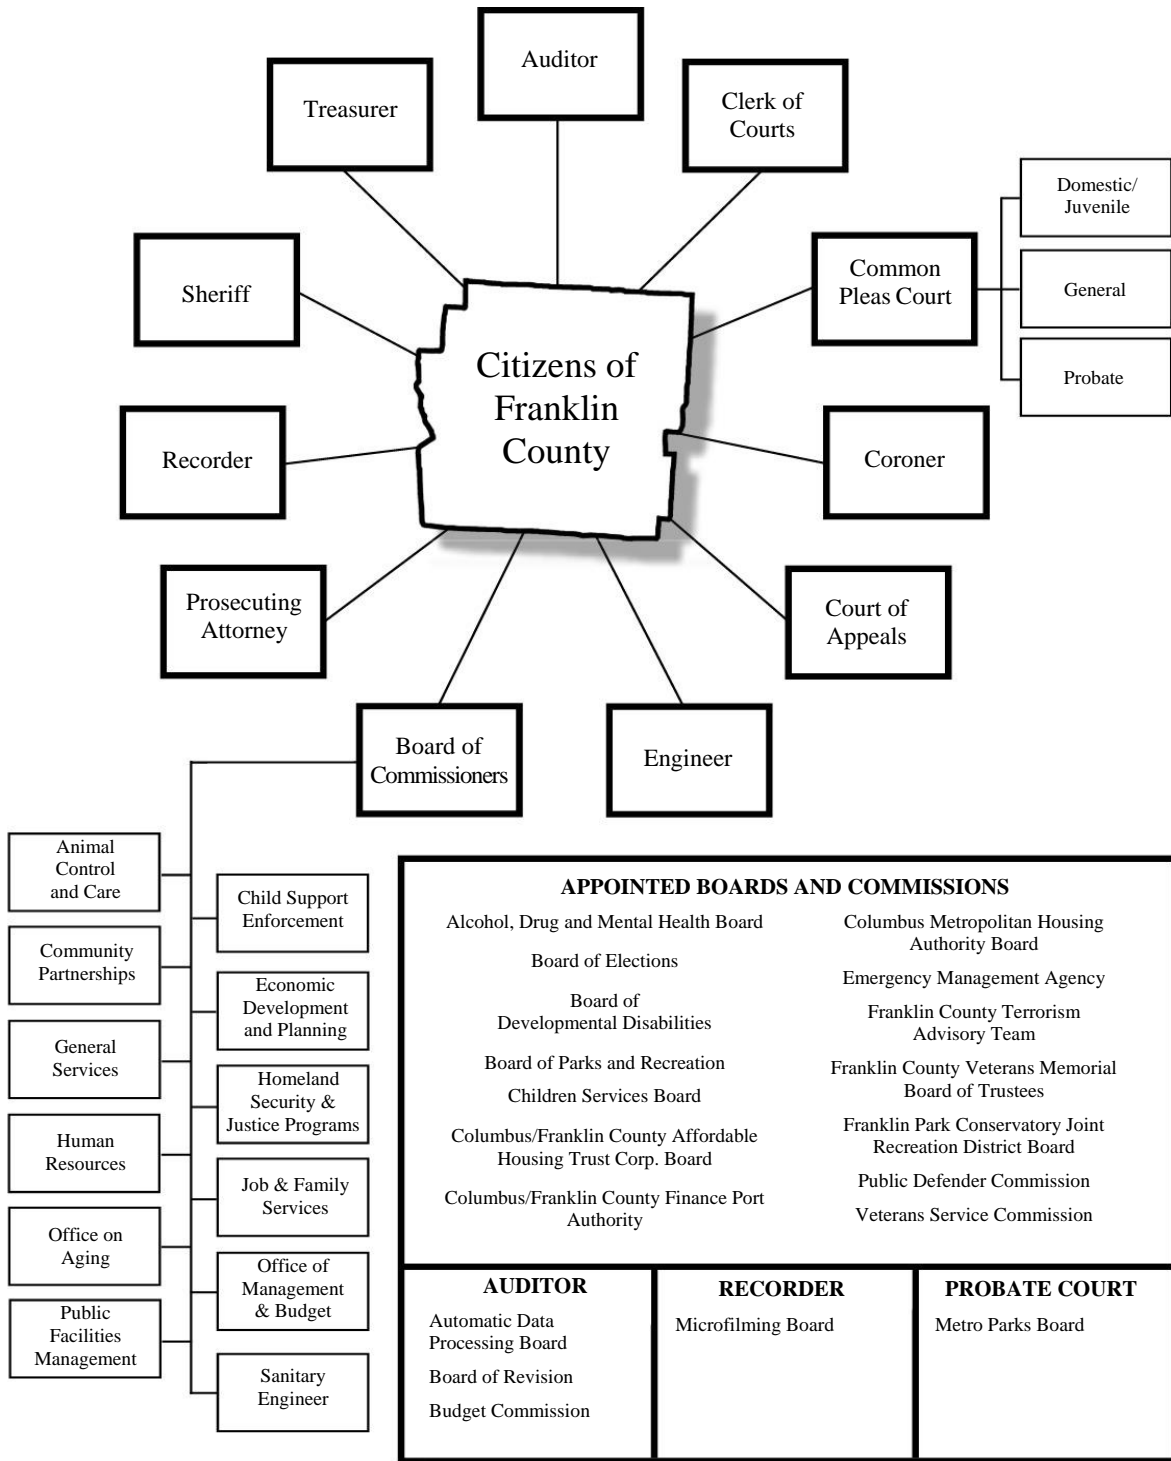 Auditor
Treasurer
Clerk of
Courts
Domestic/
Juvenile
Sheriff
Common
Pleas Court
General
Citizens of
Franklin
County
Probate
Recorder
Coroner
Prosecuting
Attorney
Court of
Appeals
Board of
Commissioners
Engineer
Animal
Control
and Care
Child Support
Enforcement
Community
Partnerships
Economic
Development
and Planning
General
Services
Homeland
Security &
Justice Programs
Human
Resources
Job & Family
Services
Office on
Aging
Office of
Management
& Budget
Public
Facilities
Management
Sanitary
Engineer
APPOINTED BOARDS AND COMMISSIONS
Alcohol, Drug and Mental Health Board
Board of Elections
Board of
Developmental Disabilities
Board of Parks and Recreation
Children Services Board
Columbus/Franklin County Affordable
Housing Trust Corp. Board
Columbus/Franklin County Finance Port
Authority
Columbus Metropolitan Housing
Authority Board
Emergency Management Agency
Franklin County Terrorism
Advisory Team
Franklin County Veterans Memorial
Board of Trustees
Franklin Park Conservatory Joint
Recreation District Board
Public Defender Commission
Veterans Service Commission
AUDITOR
Automatic Data
Processing Board
Board of Revision
Budget Commission
RECORDER
Microfilming Board
PROBATE COURT
Metro Parks Board